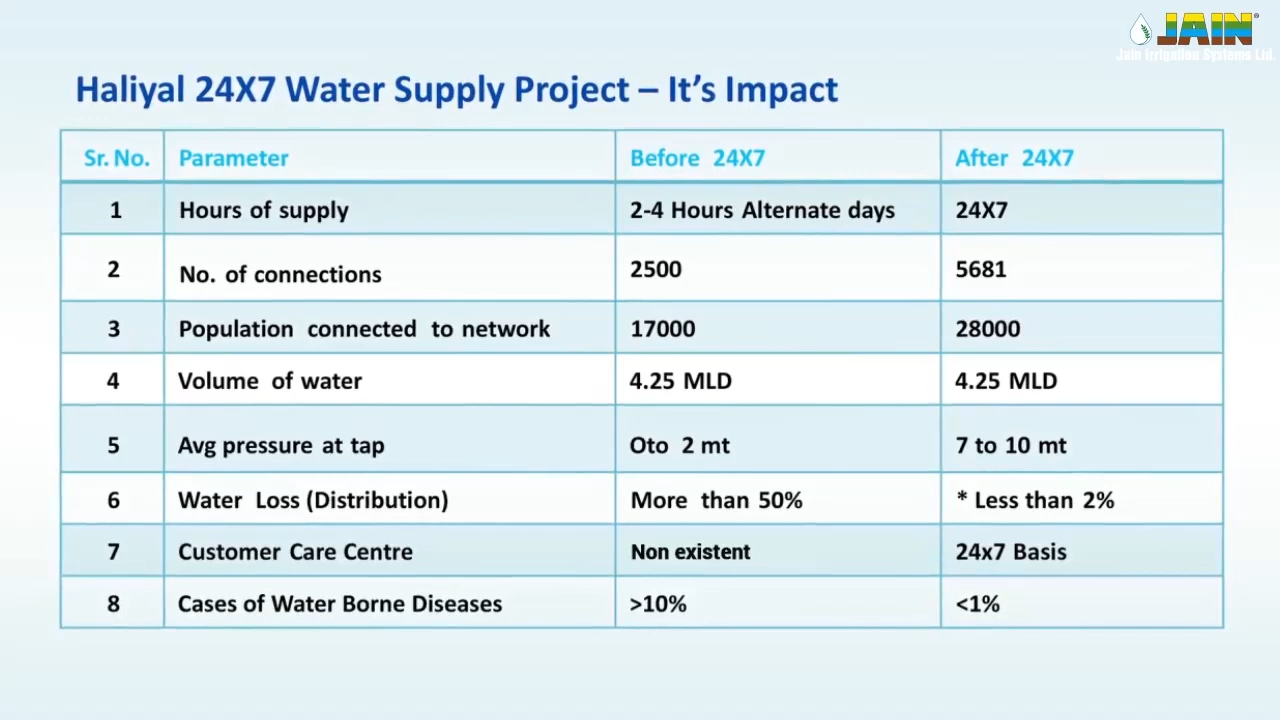 JAIN®
Jain Irrigation Systems Ltd.
Haliyal 24X7 Water Supply Project – It’s Impact
Sr. No. Parameter Before 24X7 After 24X7
1 Hours of supply 2-4 Hours Alternate days 24X7
2 No. of connections 2500 5681
3 Population connected to network 17000 28000
4 Volume of water 4.25 MLD 4.25 MLD
5 Avg pressure at tap Oto 2 mt 7 to 10 mt
6 Water Loss (Distribution) More than 50% * Less than 2%
7 Customer Care Centre Non existent 24x7 Basis
8 Cases of Water Borne Diseases >10% <1%